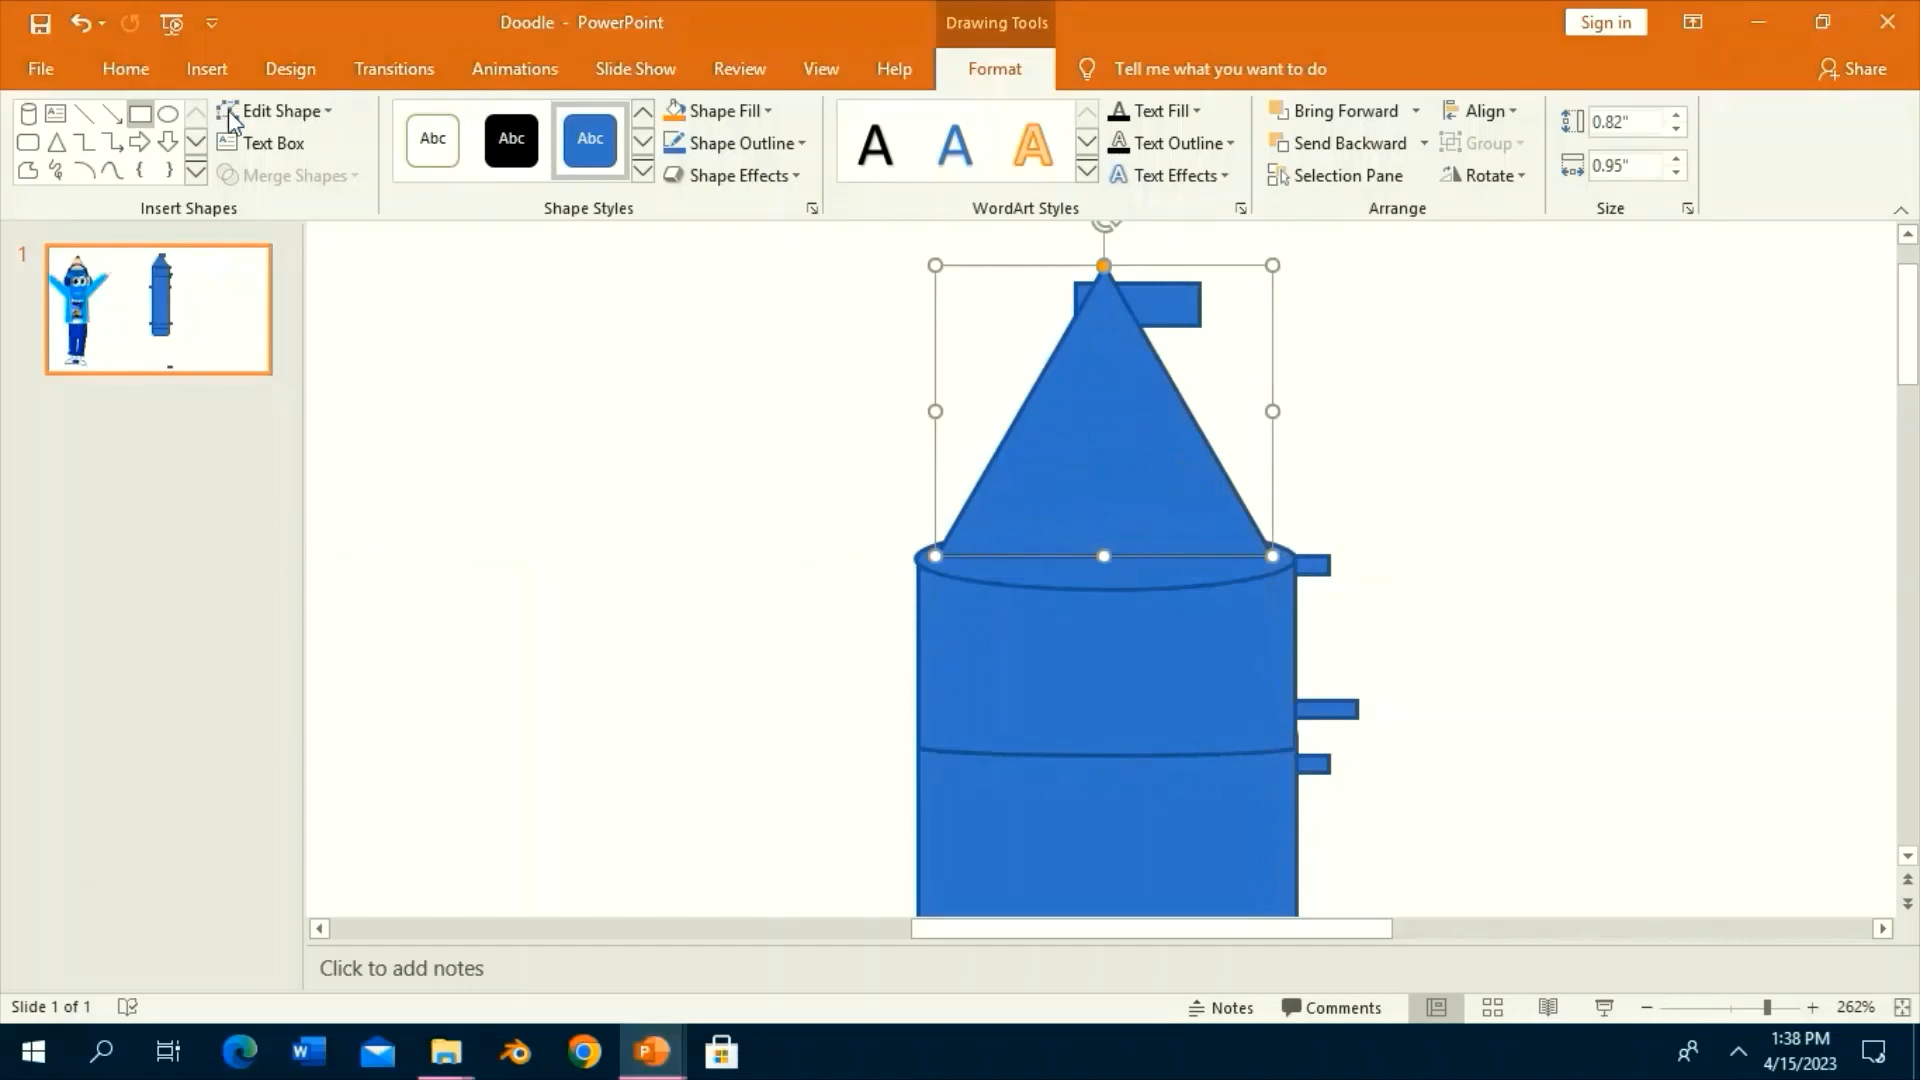 Doodle - PowerPoint
Drawing Tools
Sign in
File
Home
Insert
Design
Transitions
Animations
Slide Show
Review
View
Help
Format
Tell me what you want to do
Share
Edit Shape
Text Box
Merge Shapes
Insert Shapes
Abc
Abc
Abc
Shape Fill
Shape Outline
Shape Effects
Shape Styles
A
A
A
Text Fill
Text Outline
Text Effects
WordArt Styles
Bring Forward
Send Backward
Selection Pane
Align
Group
Rotate
Arrange
0.82"
0.95"
Size
1
Click to add notes
Slide 1 of 1
Notes
Comments
262%
1:38 PM
4/15/2023